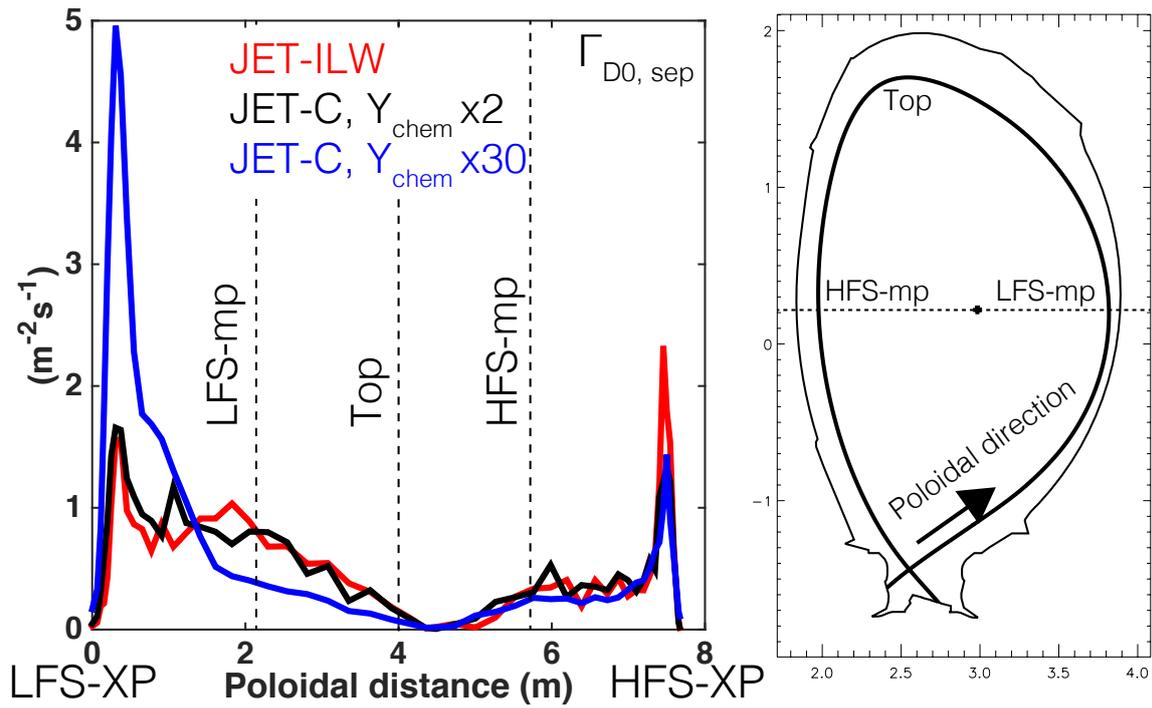 JET-ILW
JET-C, Y_chem x2
JET-C, Y_chem x30
Γ_D0, sep
(m^-2 s^-1)
5
4
3
2
1
0
LFS-mp
Top
HFS-mp
0 2 4 6 8
LFS-XP Poloidal distance (m) HFS-XP
2
1
0
−1
Top
HFS-mp LFS-mp
Poloidal direction
2.0 2.5 3.0 3.5 4.0